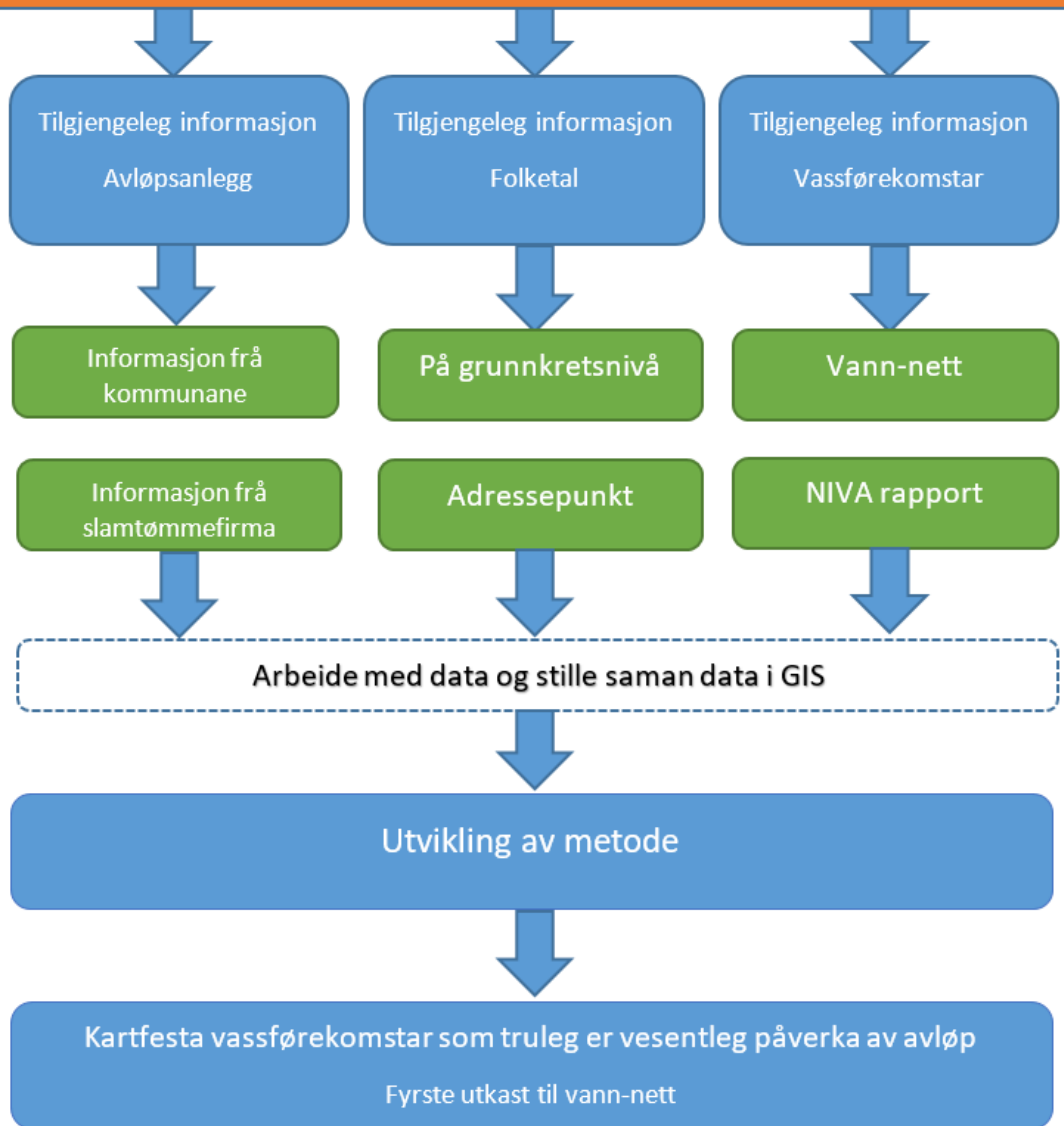 Tilgjengeleg informasjon
Avløpsanlegg
Tilgjengeleg informasjon
Folketal
Tilgjengeleg informasjon
Vassførekomstar
Informasjon frå
kommunane
På grunnkretsnivå
Vann-nett
Informasjon frå
slamtømmefirma
Adressepunkt
NIVA rapport
Arbeide med data og stille saman data i GIS
Utvikling av metode
Kartfesta vassførekomstar som truleg er vesentleg påverka av avløp
Fyrste utkast til vann-nett